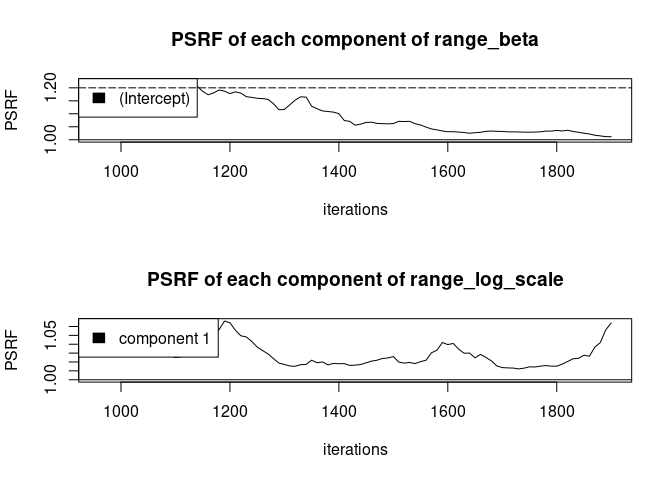 PSRF of each component of range_beta
PSRF
1.00 1.20
(Intercept)
1000 1200 1400 1600 1800
iterations
PSRF of each component of range_log_scale
PSRF
1.00 1.05
component 1
1000 1200 1400 1600 1800
iterations